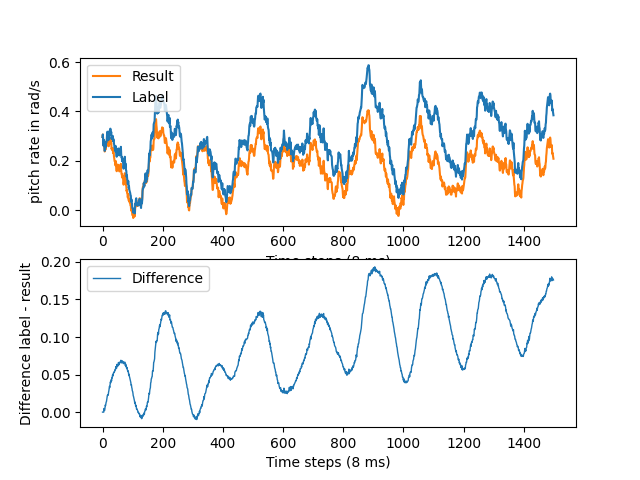 0.6
0.4
0.2
0.0
pitch rate in rad/s
Result
Label
0 200 400 600 800 1000 1200 1400
Time steps (8 ms)
0.20
0.15
0.10
0.05
0.00
Difference label - result
Difference
0 200 400 600 800 1000 1200 1400
Time steps (8 ms)